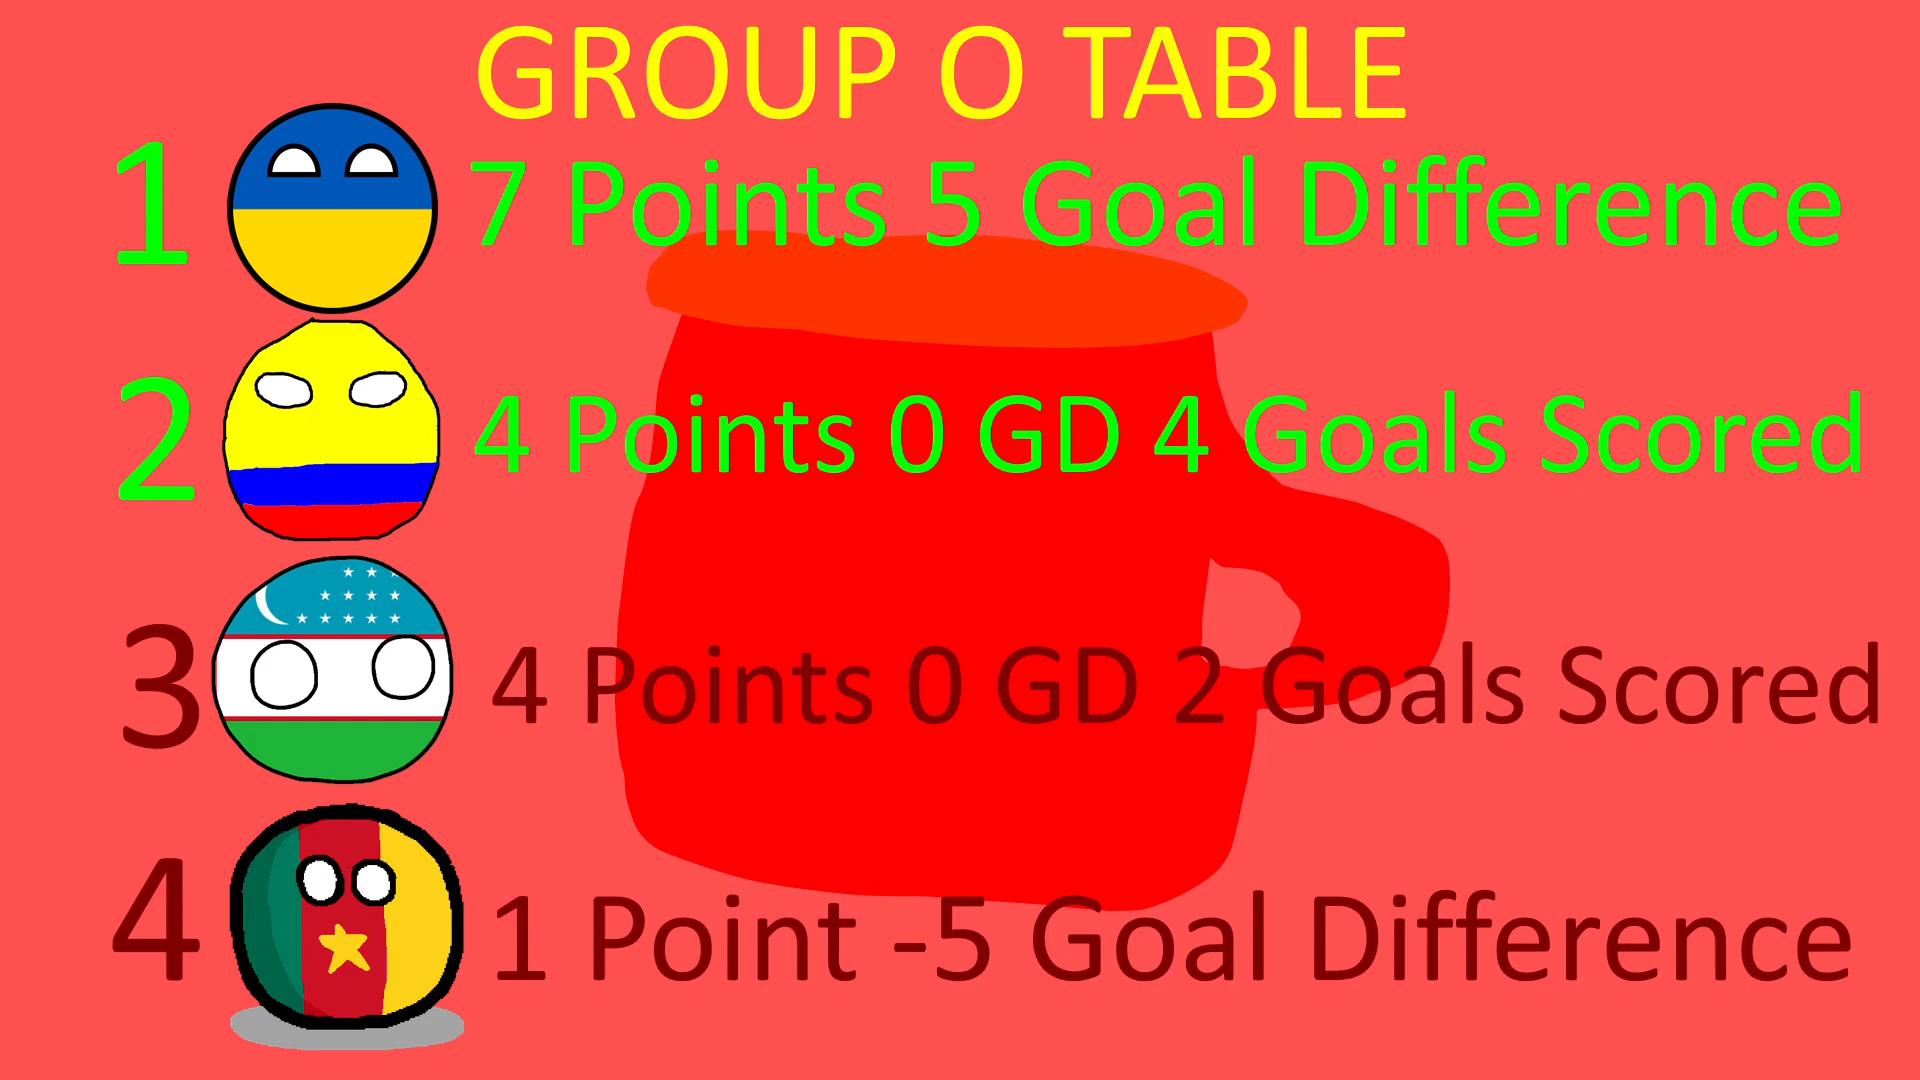 GROUP O TABLE
1 7 Points 5 Goal Difference
2 4 Points 0 GD 4 Goals Scored
3 4 Points 0 GD 2 Goals Scored
4 1 Point -5 Goal Difference